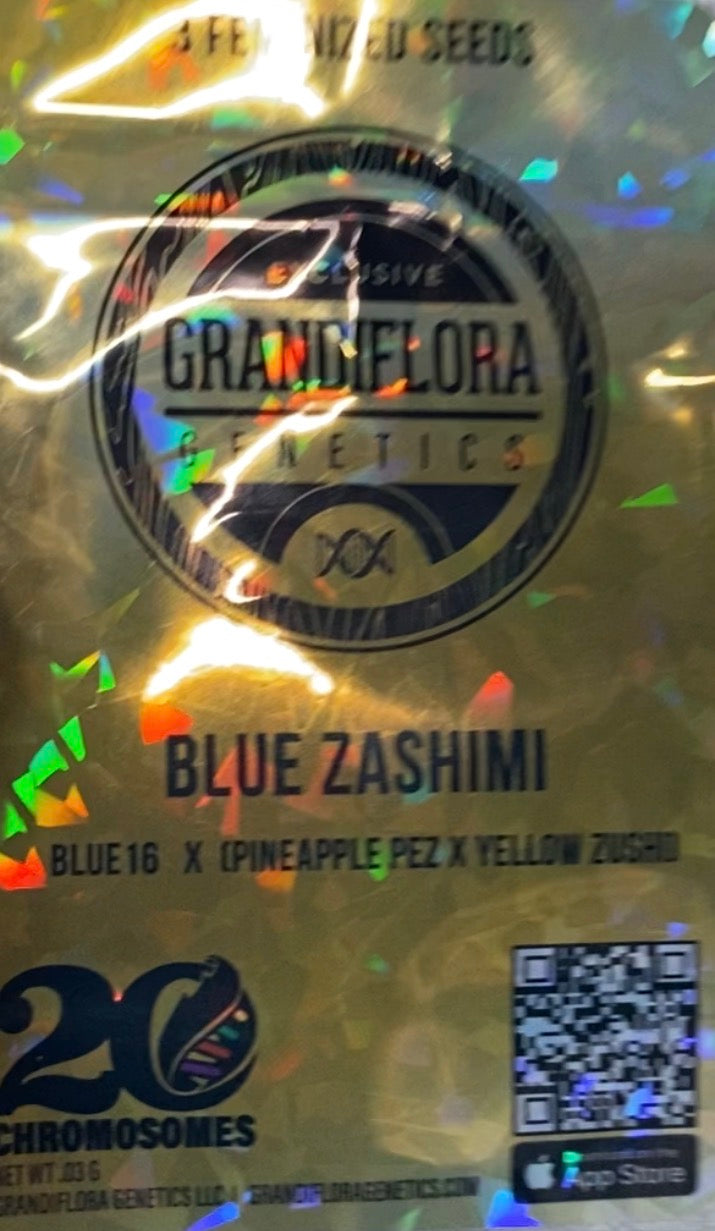 3 FEMINIZED SEEDS
EXCLUSIVE
GRANDIFLORA
GENETICS
BLUE ZASHIMI
BLUE16 X (PINEAPPLE PEZ X YELLOW ZUSHI)
20
CHROMOSOMES
NET WT .03 G
GRANDIFLORA GENETICS LLC | GRANDIFLORAGENETICS.COM
App Store